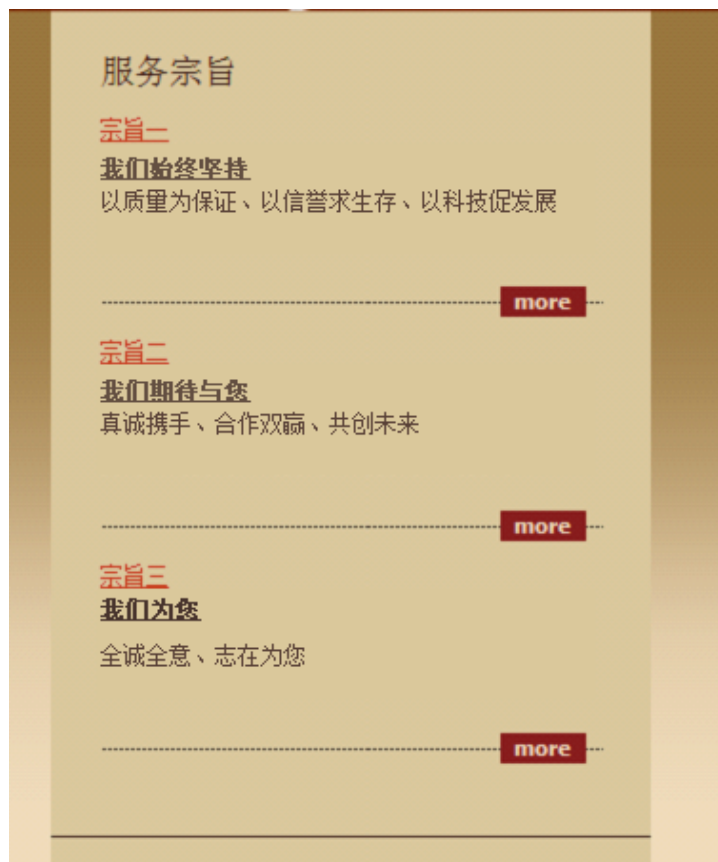 服务宗旨
宗旨一
我们始终坚持
以质量为保证、以信誉求生存、以科技促发展
more
宗旨二
我们期待与您
真诚携手、合作双赢、共创未来
more
宗旨三
我们为您
全诚全意、志在为您
more